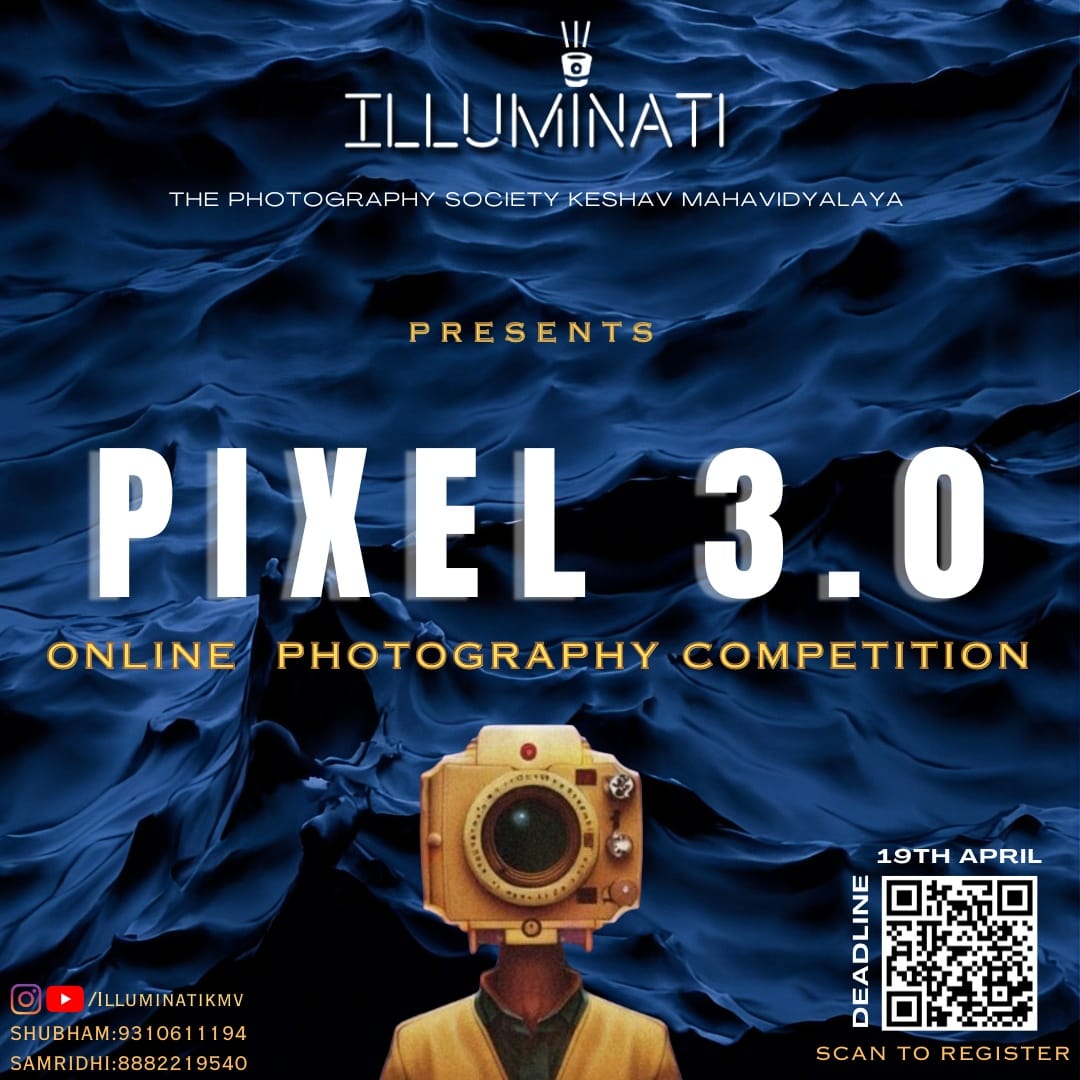 ILLUMINATI
THE PHOTOGRAPHY SOCIETY KESHAV MAHAVIDYALAYA
PRESENTS
PIXEL 3.0
ONLINE PHOTOGRAPHY COMPETITION
19TH APRIL
DEADLINE
/ILLUMINATIKMV
SHUBHAM:9310611194
SAMRIDHI:8882219540
SCAN TO REGISTER